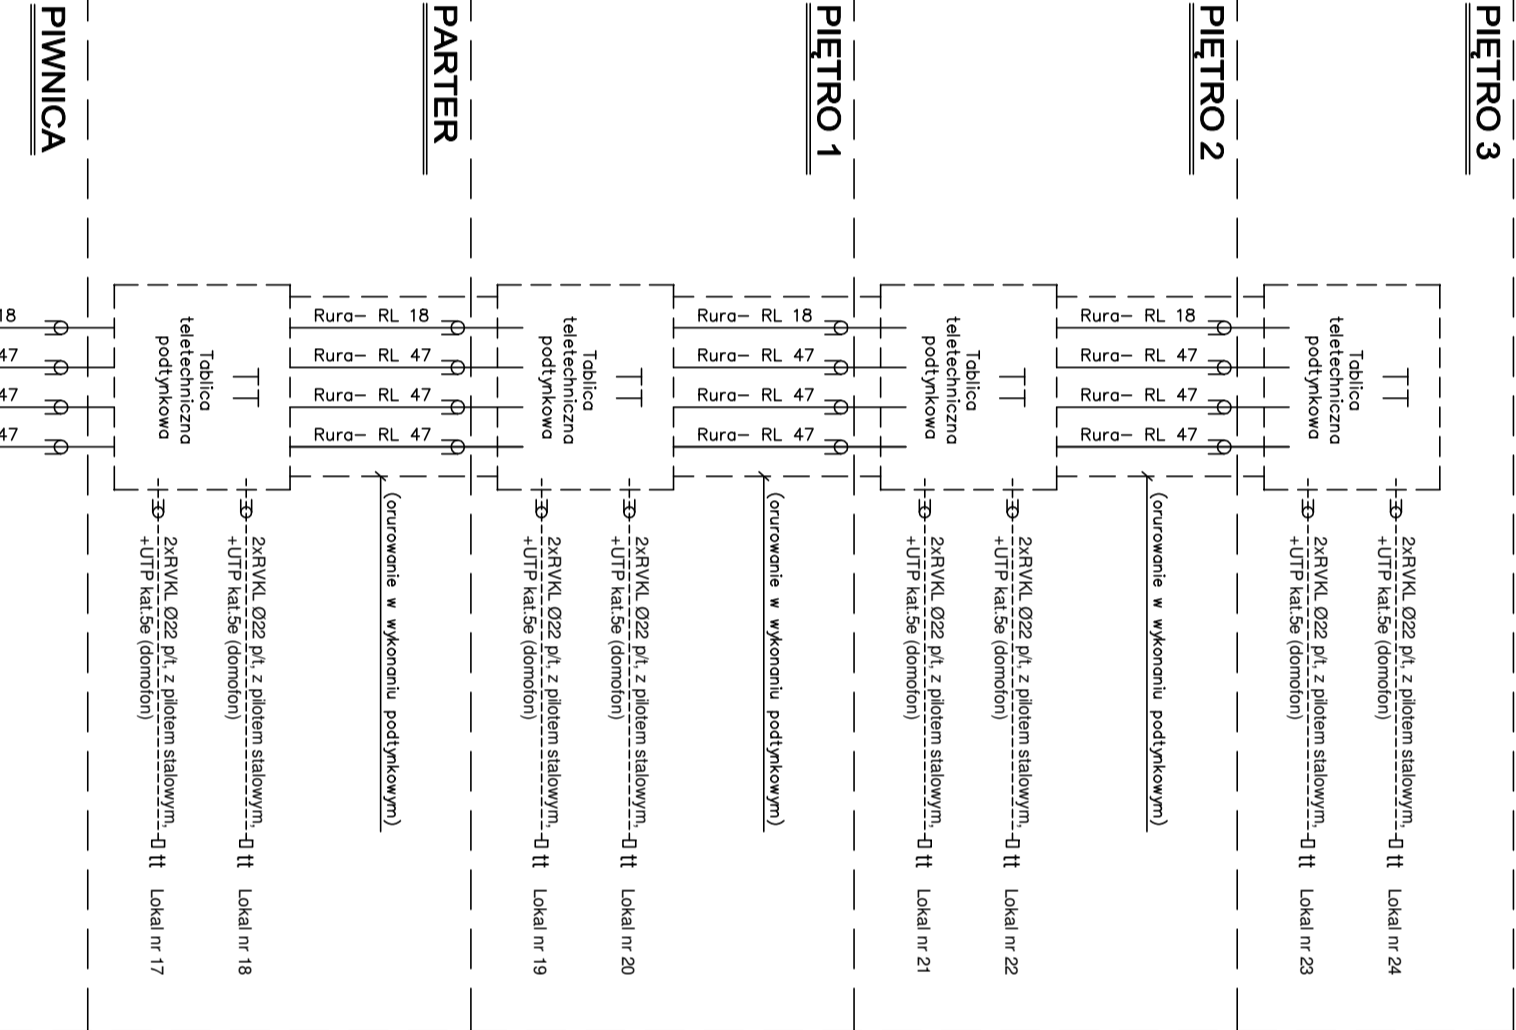 PIĘTRO 3
TT
Tablica
teletechniczna
podtynkowa
2xRVKL Ø22 p/t, z pilotem stalowym,
+UTP kat.5e (domofon)
tt Lokal nr 24
2xRVKL Ø22 p/t, z pilotem stalowym,
+UTP kat.5e (domofon)
tt Lokal nr 23
Rura- RL 18
Rura- RL 47
Rura- RL 47
Rura- RL 47
(orurowanie w wykonaniu podtynkowym)
PIĘTRO 2
TT
Tablica
teletechniczna
podtynkowa
2xRVKL Ø22 p/t, z pilotem stalowym,
+UTP kat.5e (domofon)
tt Lokal nr 22
2xRVKL Ø22 p/t, z pilotem stalowym,
+UTP kat.5e (domofon)
tt Lokal nr 21
Rura- RL 18
Rura- RL 47
Rura- RL 47
Rura- RL 47
(orurowanie w wykonaniu podtynkowym)
PIĘTRO 1
TT
Tablica
teletechniczna
podtynkowa
2xRVKL Ø22 p/t, z pilotem stalowym,
+UTP kat.5e (domofon)
tt Lokal nr 20
2xRVKL Ø22 p/t, z pilotem stalowym,
+UTP kat.5e (domofon)
tt Lokal nr 19
Rura- RL 18
Rura- RL 47
Rura- RL 47
Rura- RL 47
(orurowanie w wykonaniu podtynkowym)
PARTER
TT
Tablica
teletechniczna
podtynkowa
2xRVKL Ø22 p/t, z pilotem stalowym,
+UTP kat.5e (domofon)
tt Lokal nr 18
2xRVKL Ø22 p/t, z pilotem stalowym,
+UTP kat.5e (domofon)
tt Lokal nr 17
18
47
47
47
PIWNICA